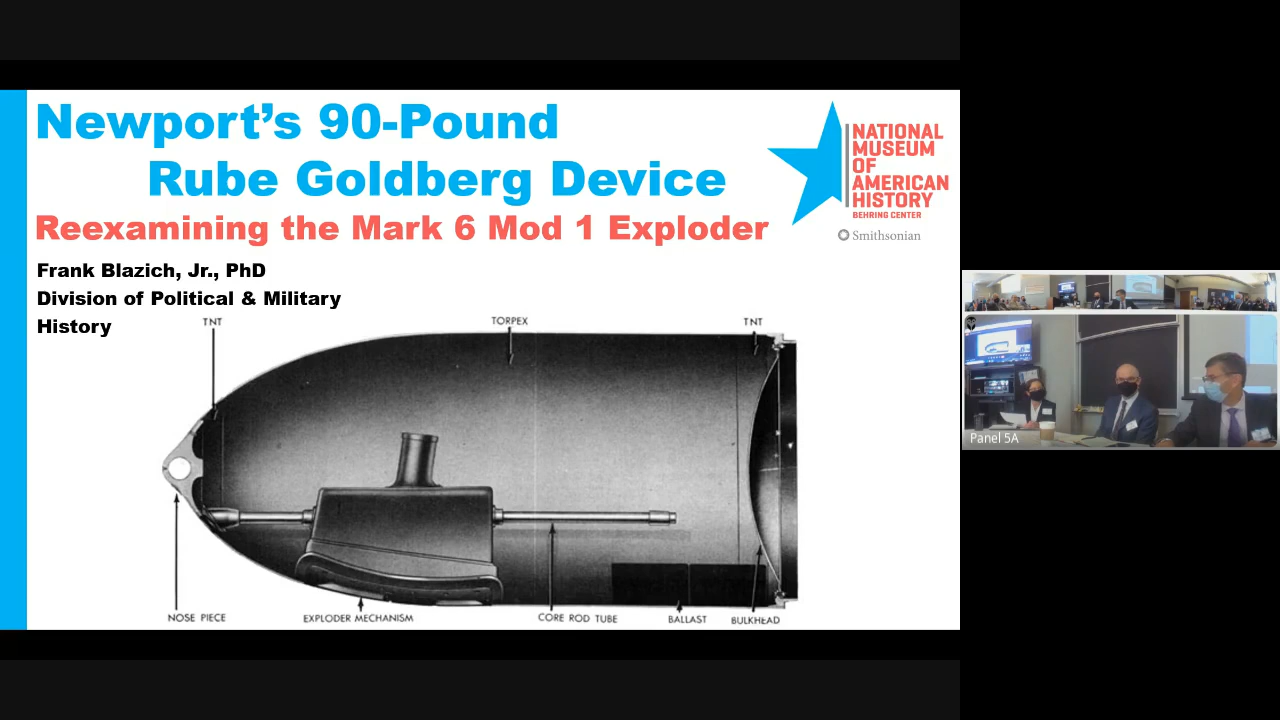 Newport's 90-Pound
Rube Goldberg Device
Reexamining the Mark 6 Mod 1 Exploder
Frank Blazich, Jr., PhD
Division of Political & Military
History
NATIONAL
MUSEUM
OF
AMERICAN
HISTORY
BEHRING CENTER
Smithsonian
TNT
TORPEX
TNT
NOSE PIECE
EXPLODER MECHANISM
CORE ROD TUBE
BALLAST
BULKHEAD
Panel 5A